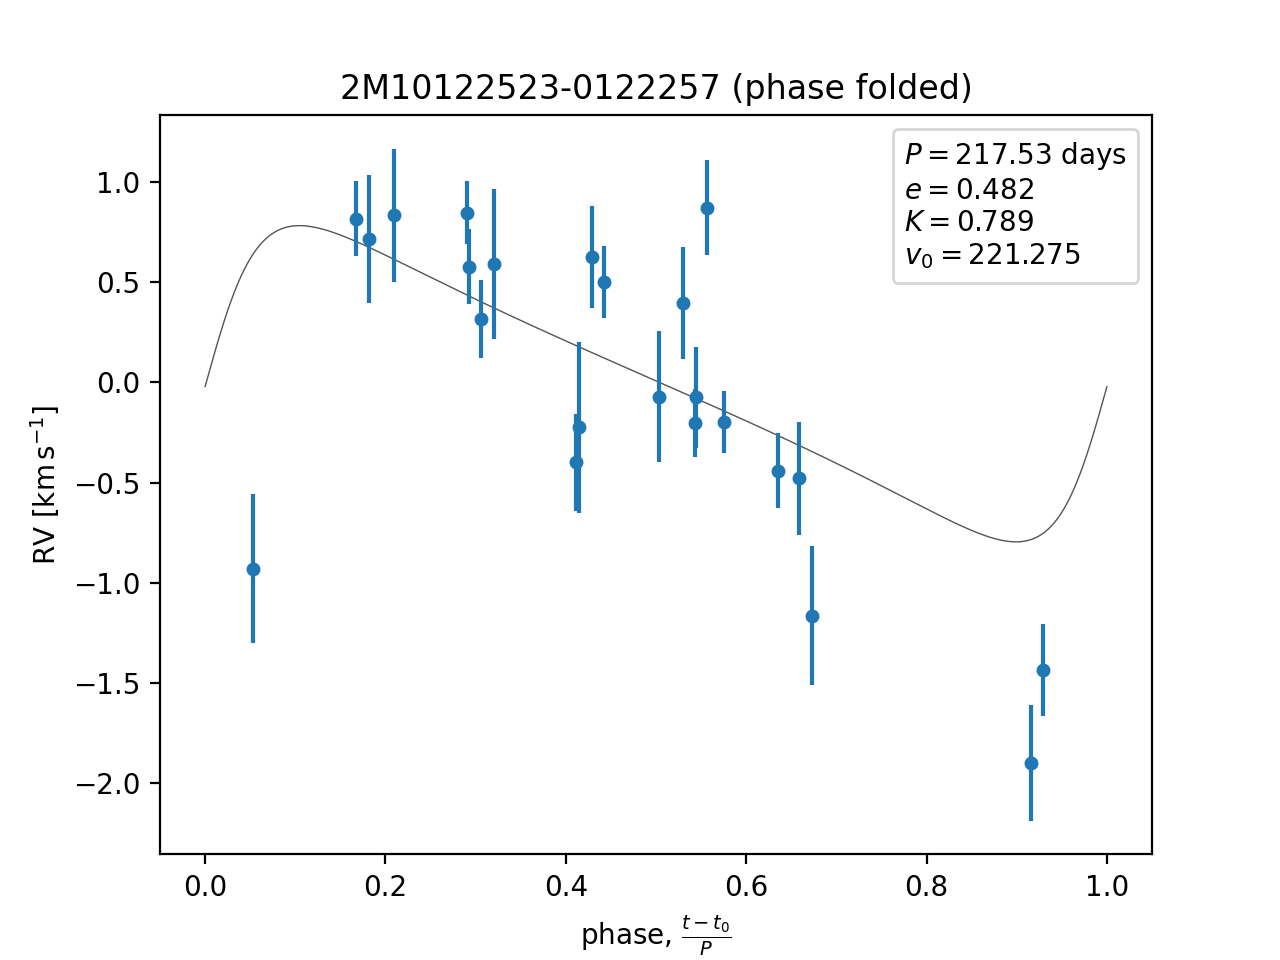 2M10122523-0122257 (phase folded)
P = 217.53 days
e = 0.482
K = 0.789
v₀ = 221.275
RV [km s⁻¹]
1.0
0.5
0.0
−0.5
−1.0
−1.5
−2.0
0.0 0.2 0.4 0.6 0.8 1.0
phase, (t − t₀)/P